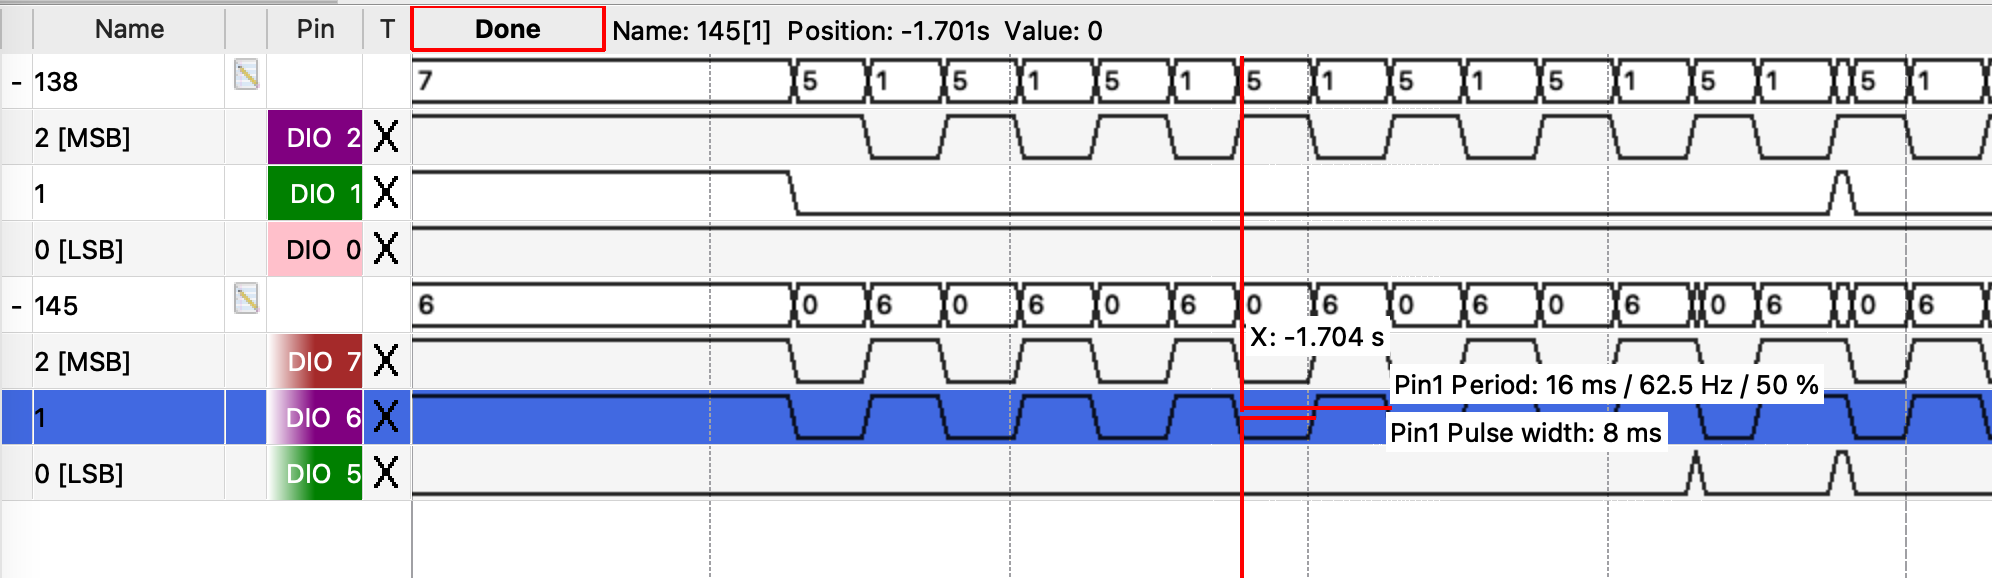 Name Pin T Done Name: 145[1] Position: -1.701s Value: 0
- 138 7 5 1 5 1 5 1 5 1 5 1 5 1 5 1 5 1
2 [MSB] DIO 2 X
1 DIO 1 X
0 [LSB] DIO 0 X
- 145 6 0 6 0 6 0 6 0 6 0 6 0 6 0 6 0 6
X: -1.704 s
2 [MSB] DIO 7 X
Pin1 Period: 16 ms / 62.5 Hz / 50 %
1 DIO 6 X
Pin1 Pulse width: 8 ms
0 [LSB] DIO 5 X